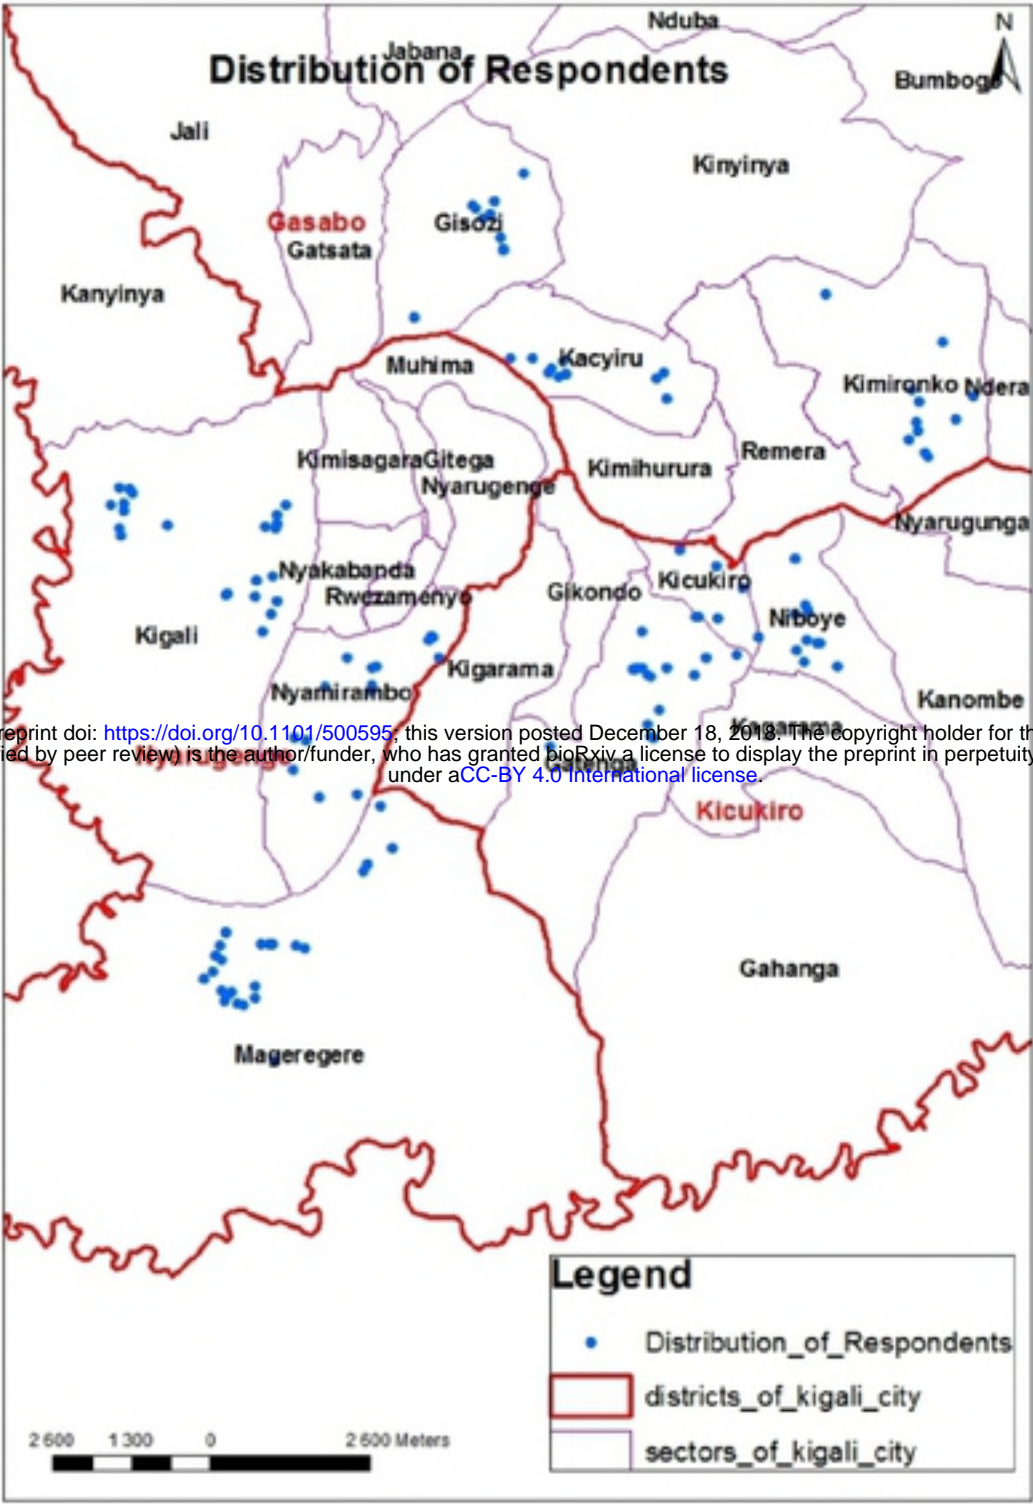 Nduba
N
Jabana
Distribution of Respondents
Bumbogo
Jali
Kinyinya
Gasabo
Gisozi
Gatsata
Kanyinya
Muhima
Kacyiru
Kimironko
Ndera
Kimisagara
Gitega
Kimihurura
Remera
Nyarugenge
Nyarugunga
Nyakabanda
Kicukiro
Gikondo
Rwezamenyo
Niboye
Kigali
Kigarama
Nyamirambo
Kanombe
Kagarama
eprint doi: https://doi.org/10.1101/500595; this version posted December 18, 2018. The copyright holder for th
ied by peer review) is the author/funder, who has granted bioRxiv a license to display the preprint in perpetuity
Nyarugenge
Gatenga
under aCC-BY 4.0 International license.
Kicukiro
Gahanga
Mageregere
Legend
Distribution_of_Respondents
districts_of_kigali_city
sectors_of_kigali_city
2 600 1 300 0 2 600 Meters